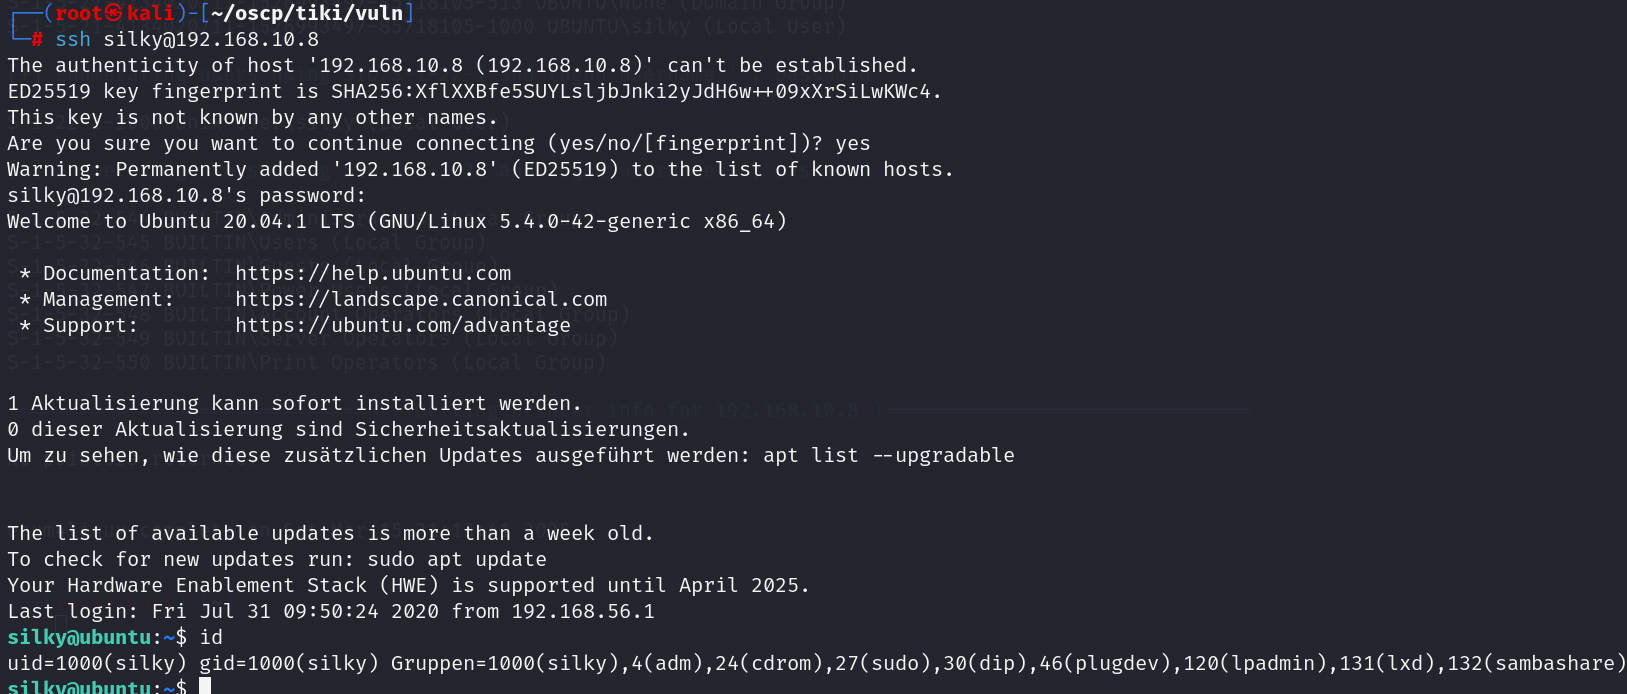 ┌──(root㉿kali)-[~/oscp/tiki/vuln]
└─# ssh silky@192.168.10.8
The authenticity of host '192.168.10.8 (192.168.10.8)' can't be established.
ED25519 key fingerprint is SHA256:XflXXBfe5SUYLsljbJnki2yJdH6w++09xXrSiLwKWc4.
This key is not known by any other names.
Are you sure you want to continue connecting (yes/no/[fingerprint])? yes
Warning: Permanently added '192.168.10.8' (ED25519) to the list of known hosts.
silky@192.168.10.8's password:
Welcome to Ubuntu 20.04.1 LTS (GNU/Linux 5.4.0-42-generic x86_64)
 * Documentation:  https://help.ubuntu.com
 * Management:     https://landscape.canonical.com
 * Support:        https://ubuntu.com/advantage
1 Aktualisierung kann sofort installiert werden.
0 dieser Aktualisierung sind Sicherheitsaktualisierungen.
Um zu sehen, wie diese zusätzlichen Updates ausgeführt werden: apt list --upgradable
The list of available updates is more than a week old.
To check for new updates run: sudo apt update
Your Hardware Enablement Stack (HWE) is supported until April 2025.
Last login: Fri Jul 31 09:50:24 2020 from 192.168.56.1
silky@ubuntu:~$ id
uid=1000(silky) gid=1000(silky) Gruppen=1000(silky),4(adm),24(cdrom),27(sudo),30(dip),46(plugdev),120(lpadmin),131(lxd),132(sambashare)
silky@ubuntu:~$